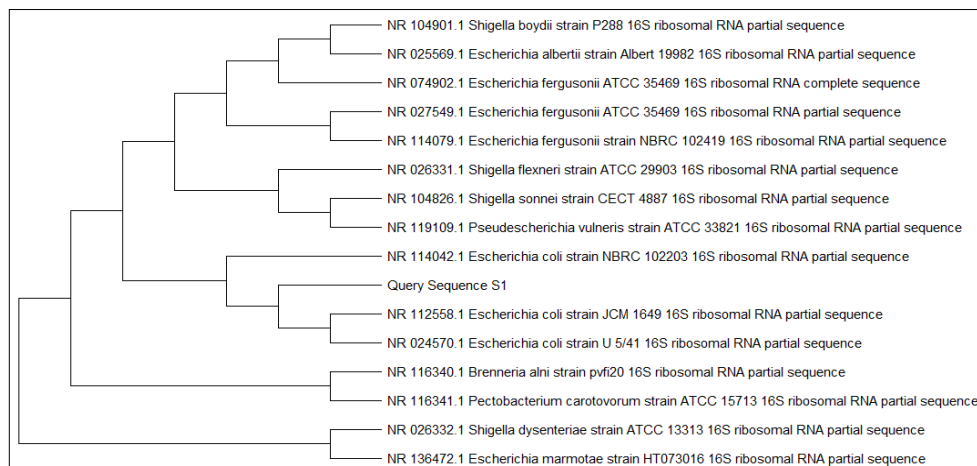 NR 104901.1 Shigella boydii strain P288 16S ribosomal RNA partial sequence
NR 025569.1 Escherichia albertii strain Albert 19982 16S ribosomal RNA partial sequence
NR 074902.1 Escherichia fergusonii ATCC 35469 16S ribosomal RNA complete sequence
NR 027549.1 Escherichia fergusonii ATCC 35469 16S ribosomal RNA partial sequence
NR 114079.1 Escherichia fergusonii strain NBRC 102419 16S ribosomal RNA partial sequence
NR 026331.1 Shigella flexneri strain ATCC 29903 16S ribosomal RNA partial sequence
NR 104826.1 Shigella sonnei strain CECT 4887 16S ribosomal RNA partial sequence
NR 119109.1 Pseudescherichia vulneris strain ATCC 33821 16S ribosomal RNA partial sequence
NR 114042.1 Escherichia coli strain NBRC 102203 16S ribosomal RNA partial sequence
Query Sequence S1
NR 112558.1 Escherichia coli strain JCM 1649 16S ribosomal RNA partial sequence
NR 024570.1 Escherichia coli strain U 5/41 16S ribosomal RNA partial sequence
NR 116340.1 Brenneria alni strain pvfi20 16S ribosomal RNA partial sequence
NR 116341.1 Pectobacterium carotovorum strain ATCC 15713 16S ribosomal RNA partial sequence
NR 026332.1 Shigella dysenteriae strain ATCC 13313 16S ribosomal RNA partial sequence
NR 136472.1 Escherichia marmotae strain HT073016 16S ribosomal RNA partial sequence